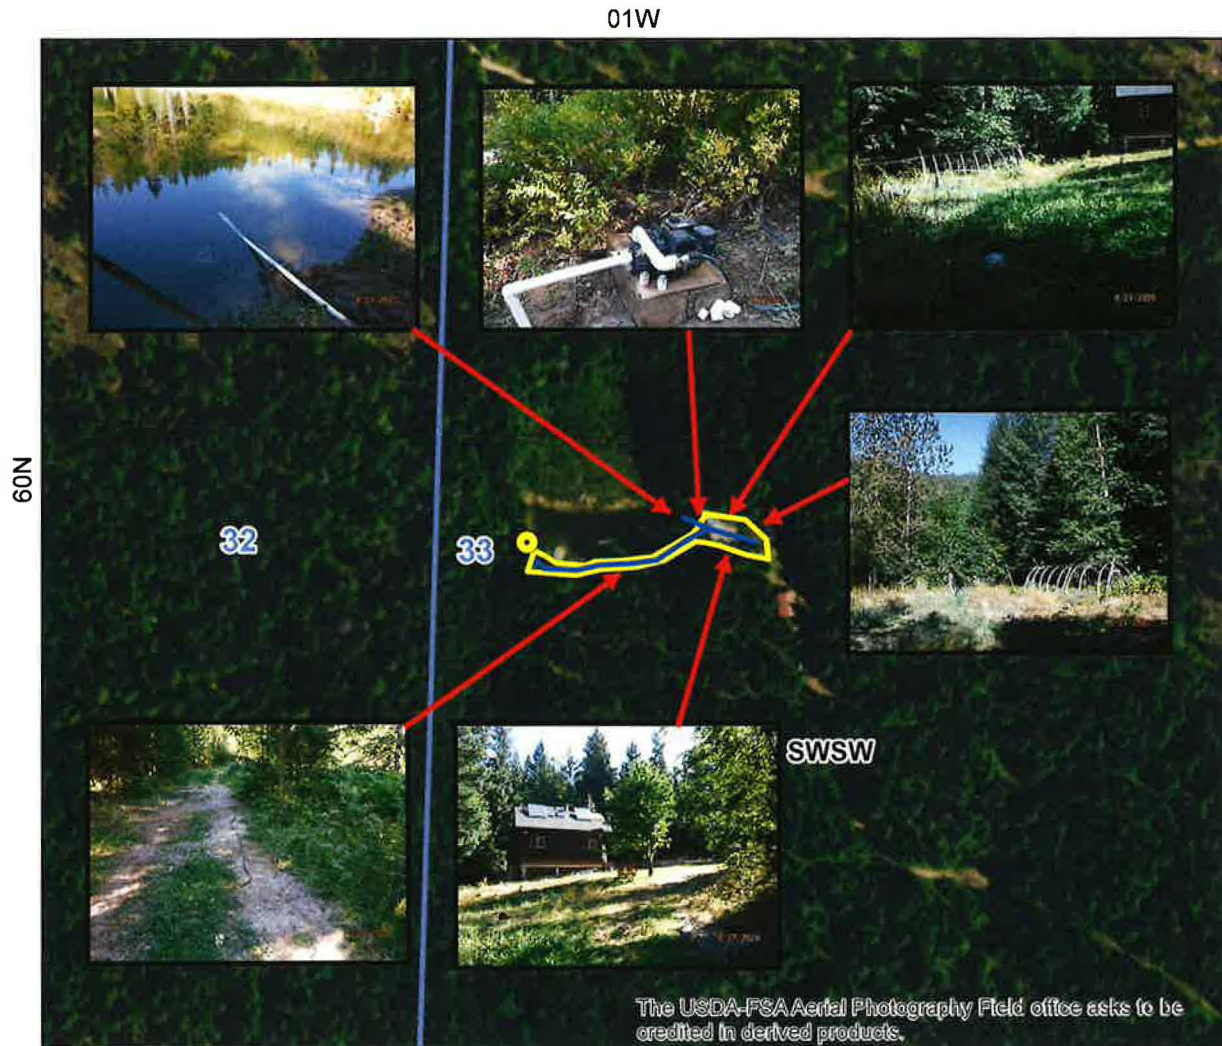 01W
60N
32
33
SWSW
The USDA-FSA Aerial Photography Field office asks to be
credited in derived products.